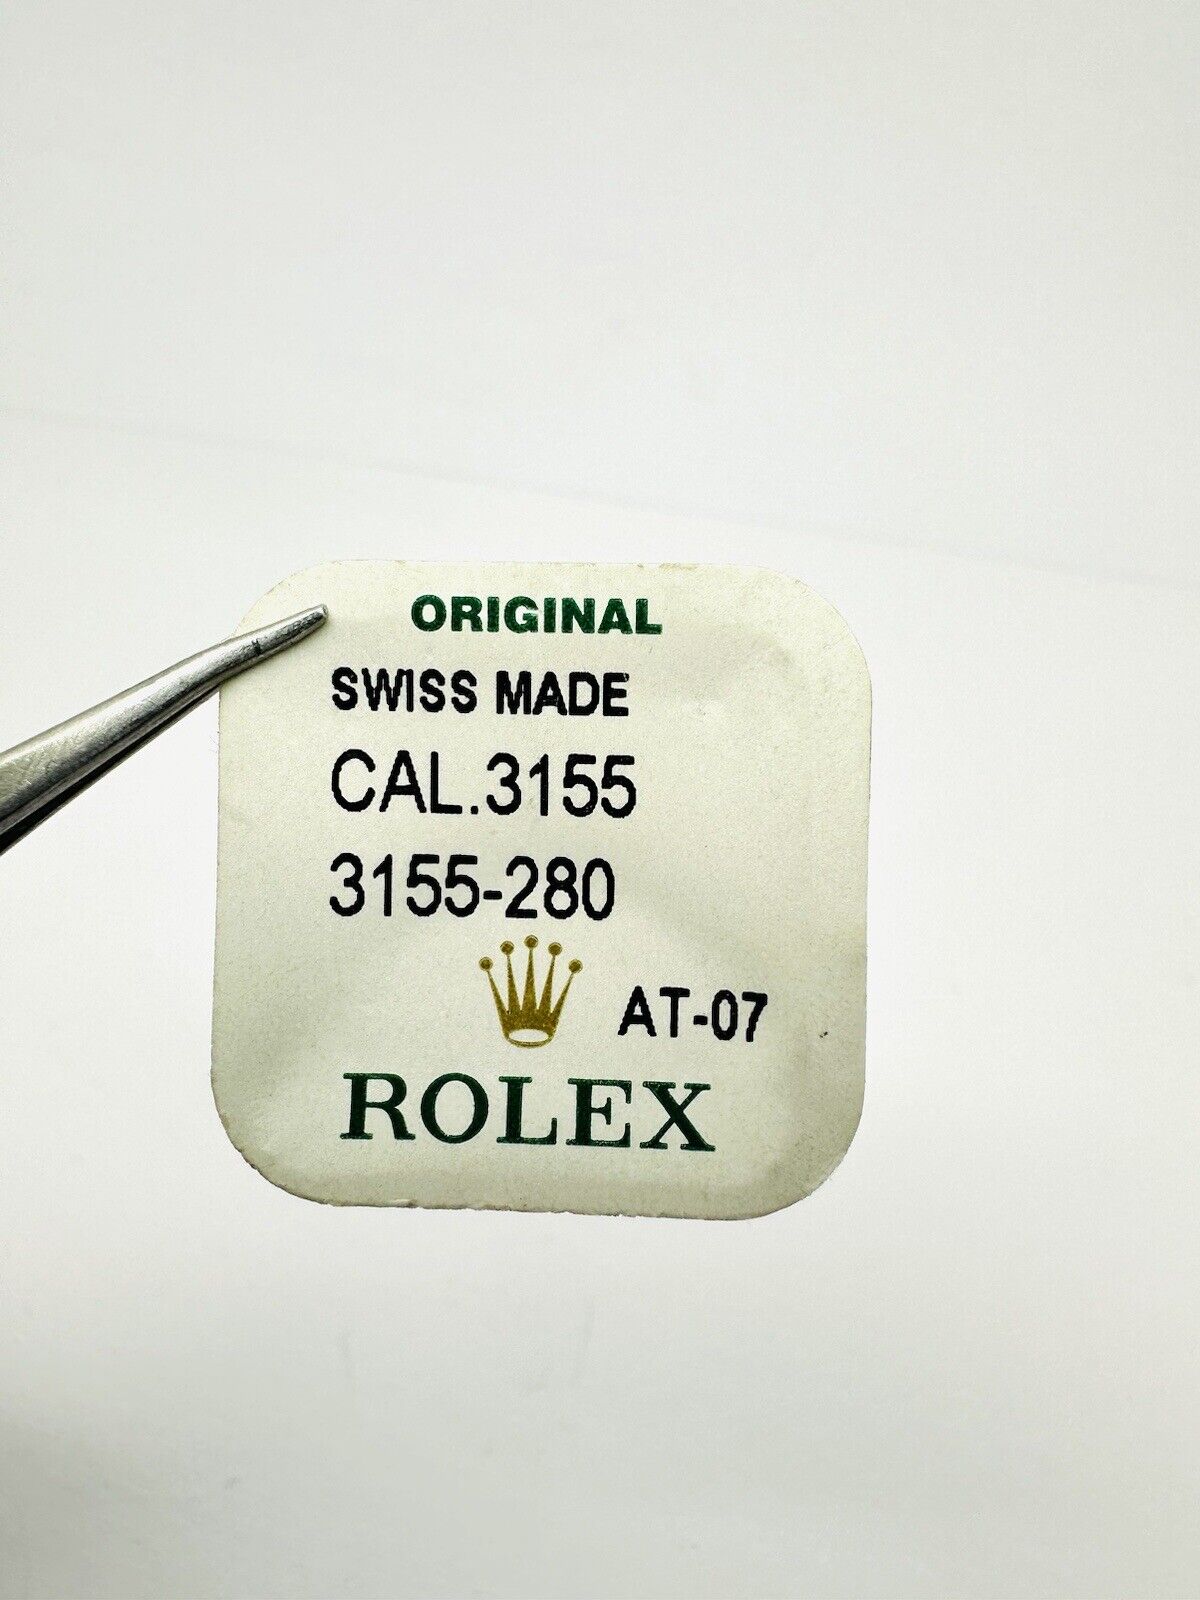 ORIGINAL
SWISS MADE
CAL.3155
3155-280
AT-07
ROLEX